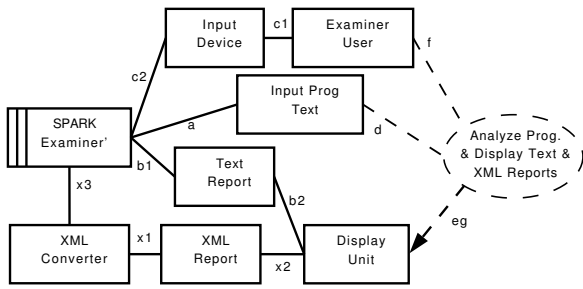 Input
Device
c1
Examiner
User
f
c2
Input Prog
Text
a
d
SPARK
Examiner'
b1
Text
Report
Analyze Prog.
& Display Text &
XML Reports
x3
b2
eg
XML
Converter
x1
XML
Report
x2
Display
Unit